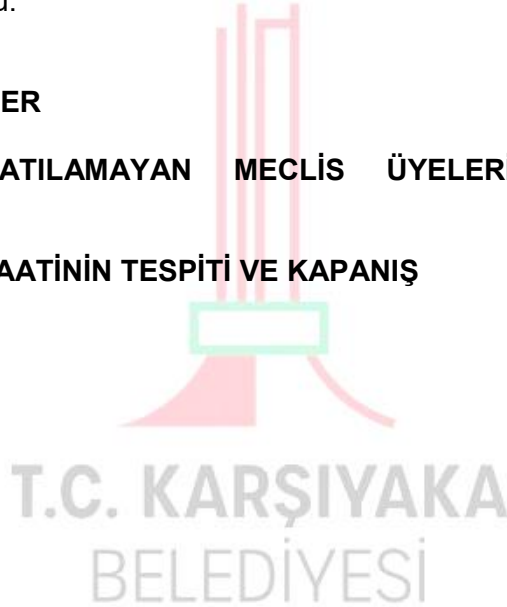 u.
ER
ATILAMAYAN MECLİS ÜYELERİ
AATİNİN TESPİTİ VE KAPANIŞ
T.C. KARŞIYAKA
BELEDİYESİ